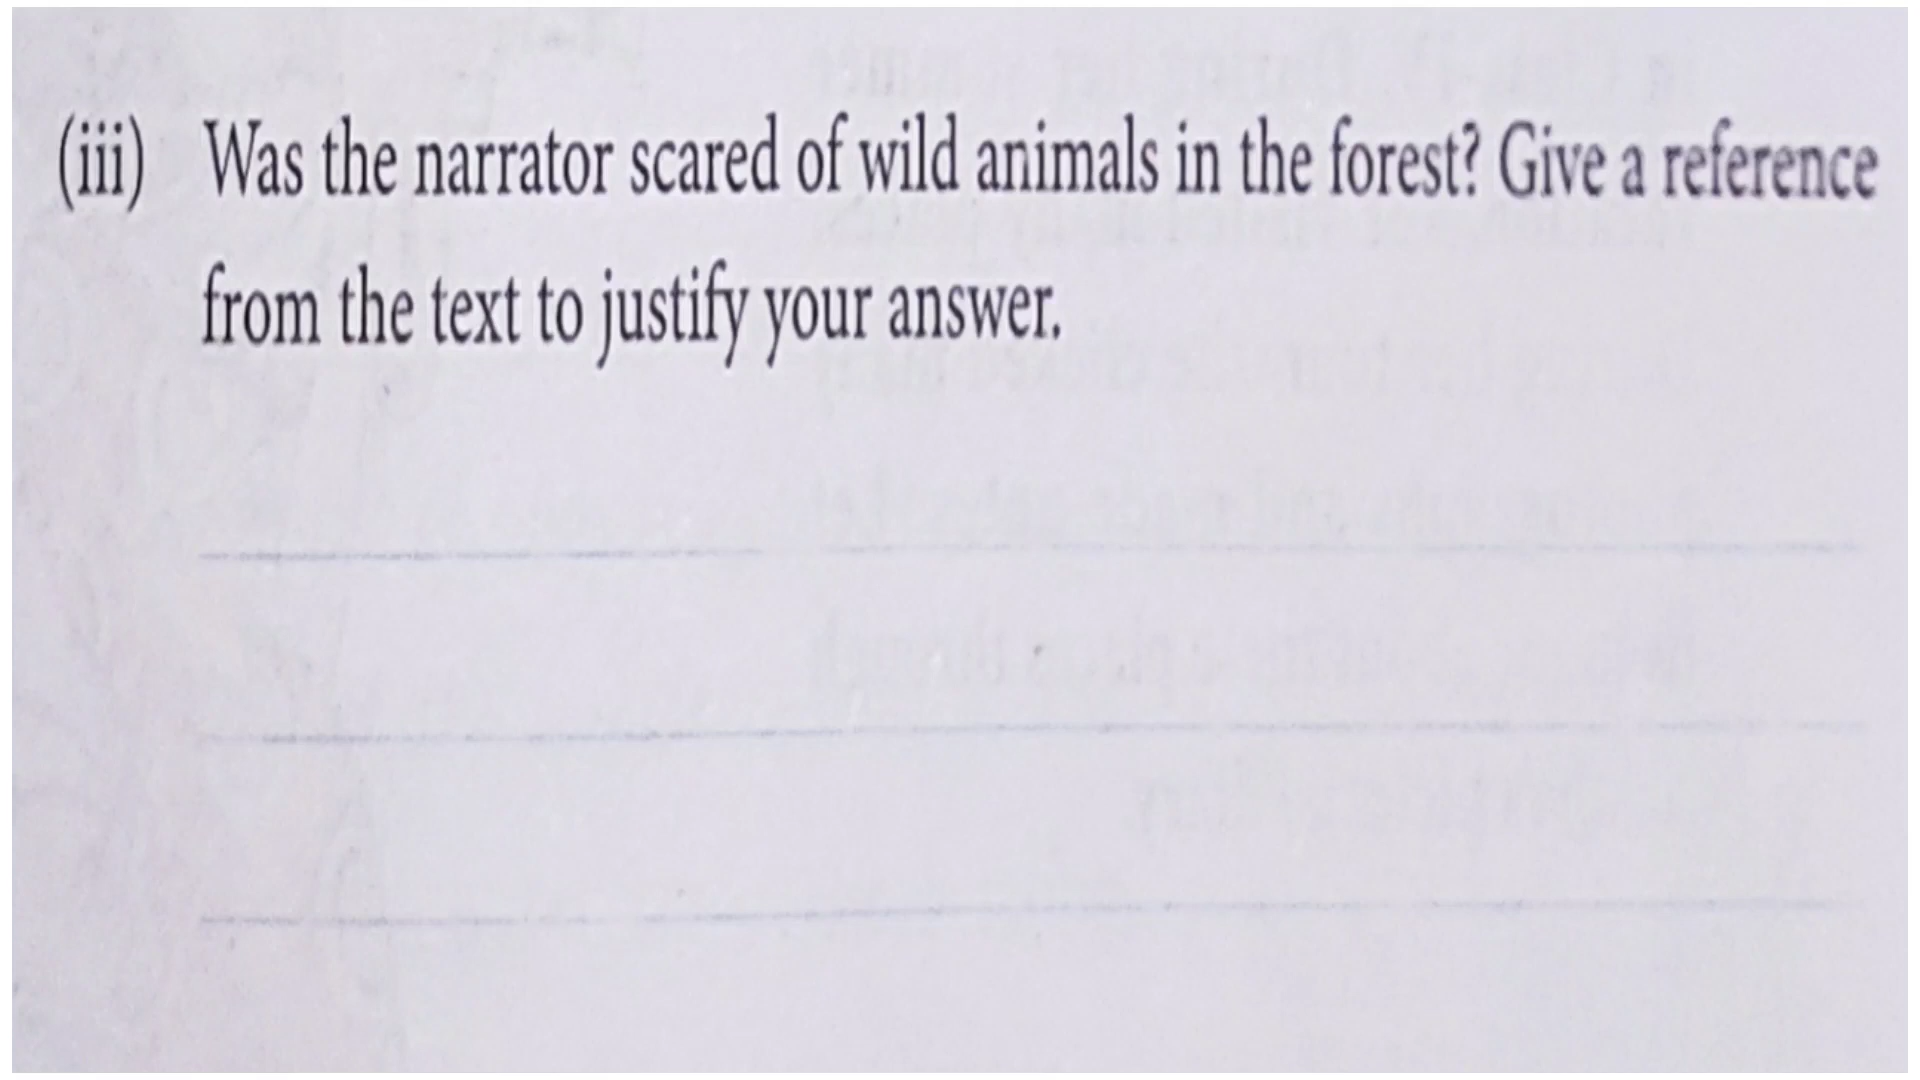 (iii) Was the narrator scared of wild animals in the forest? Give a reference
from the text to justify your answer.